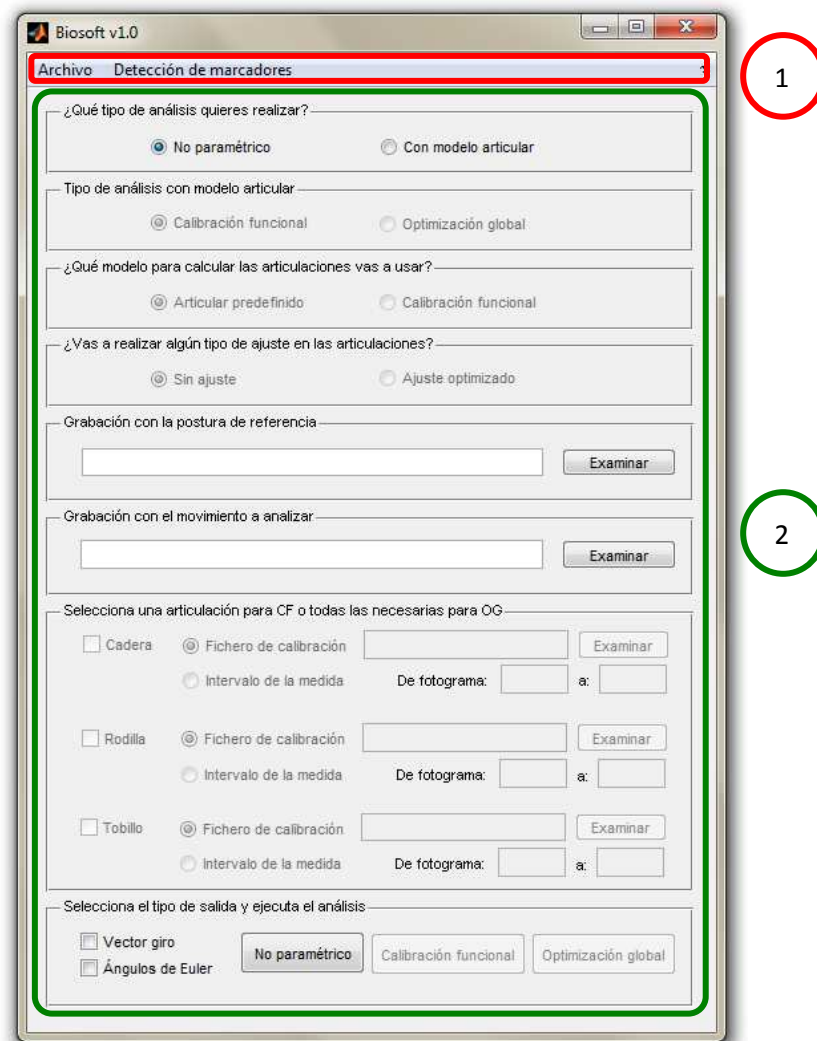 Biosoft v1.0
Archivo Detección de marcadores
1
¿Qué tipo de análisis quieres realizar?
No paramétrico Con modelo articular
Tipo de análisis con modelo articular
Calibración funcional Optimización global
¿Qué modelo para calcular las articulaciones vas a usar?
Articular predefinido Calibración funcional
¿Vas a realizar algún tipo de ajuste en las articulaciones?
Sin ajuste Ajuste optimizado
Grabación con la postura de referencia
Examinar
Grabación con el movimiento a analizar
2
Examinar
Selecciona una articulación para CF o todas las necesarias para OG
Cadera Fichero de calibración Examinar
Intervalo de la medida De fotograma: a:
Rodilla Fichero de calibración Examinar
Intervalo de la medida De fotograma: a:
Tobillo Fichero de calibración Examinar
Intervalo de la medida De fotograma: a:
Selecciona el tipo de salida y ejecuta el análisis
Vector giro
No paramétrico Calibración funcional Optimización global
Ángulos de Euler